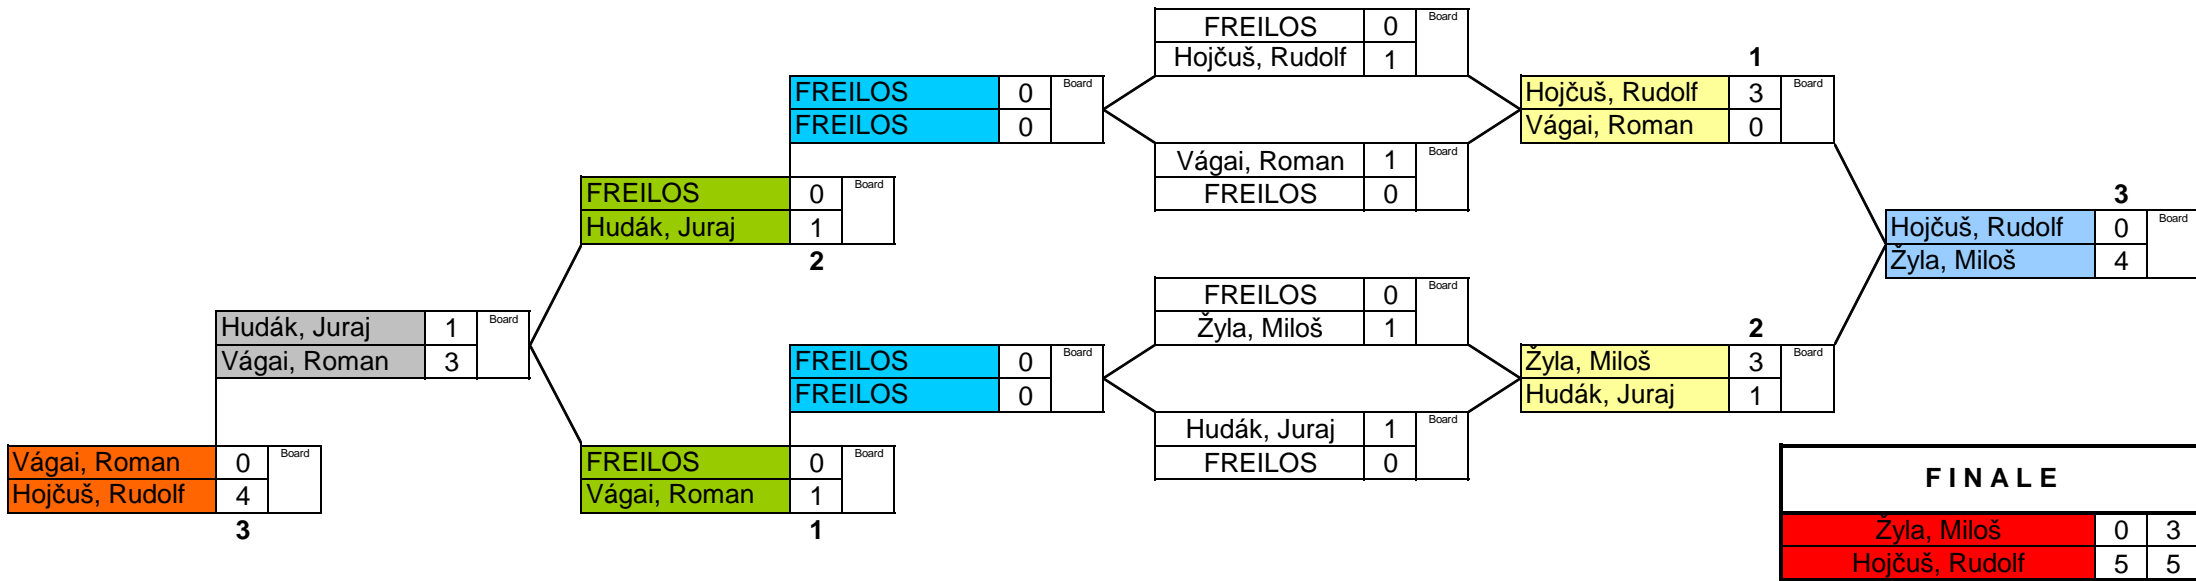 FREILOS 0 Board
Hojčuš, Rudolf 1
1
FREILOS 0 Board
FREILOS 0
Hojčuš, Rudolf 3 Board
Vágai, Roman 0
Vágai, Roman 1 Board
FREILOS 0
FREILOS 0 Board
Hudák, Juraj 1
2
3
Hojčuš, Rudolf 0 Board
Žyla, Miloš 4
FREILOS 0 Board
Žyla, Miloš 1
Hudák, Juraj 1 Board
Vágai, Roman 3
2
FREILOS 0 Board
FREILOS 0
Žyla, Miloš 3 Board
Hudák, Juraj 1
Hudák, Juraj 1 Board
FREILOS 0
Vágai, Roman 0 Board
Hojčuš, Rudolf 4
3
FREILOS 0 Board
Vágai, Roman 1
1
FINALE
Žyla, Miloš 0 3
Hojčuš, Rudolf 5 5